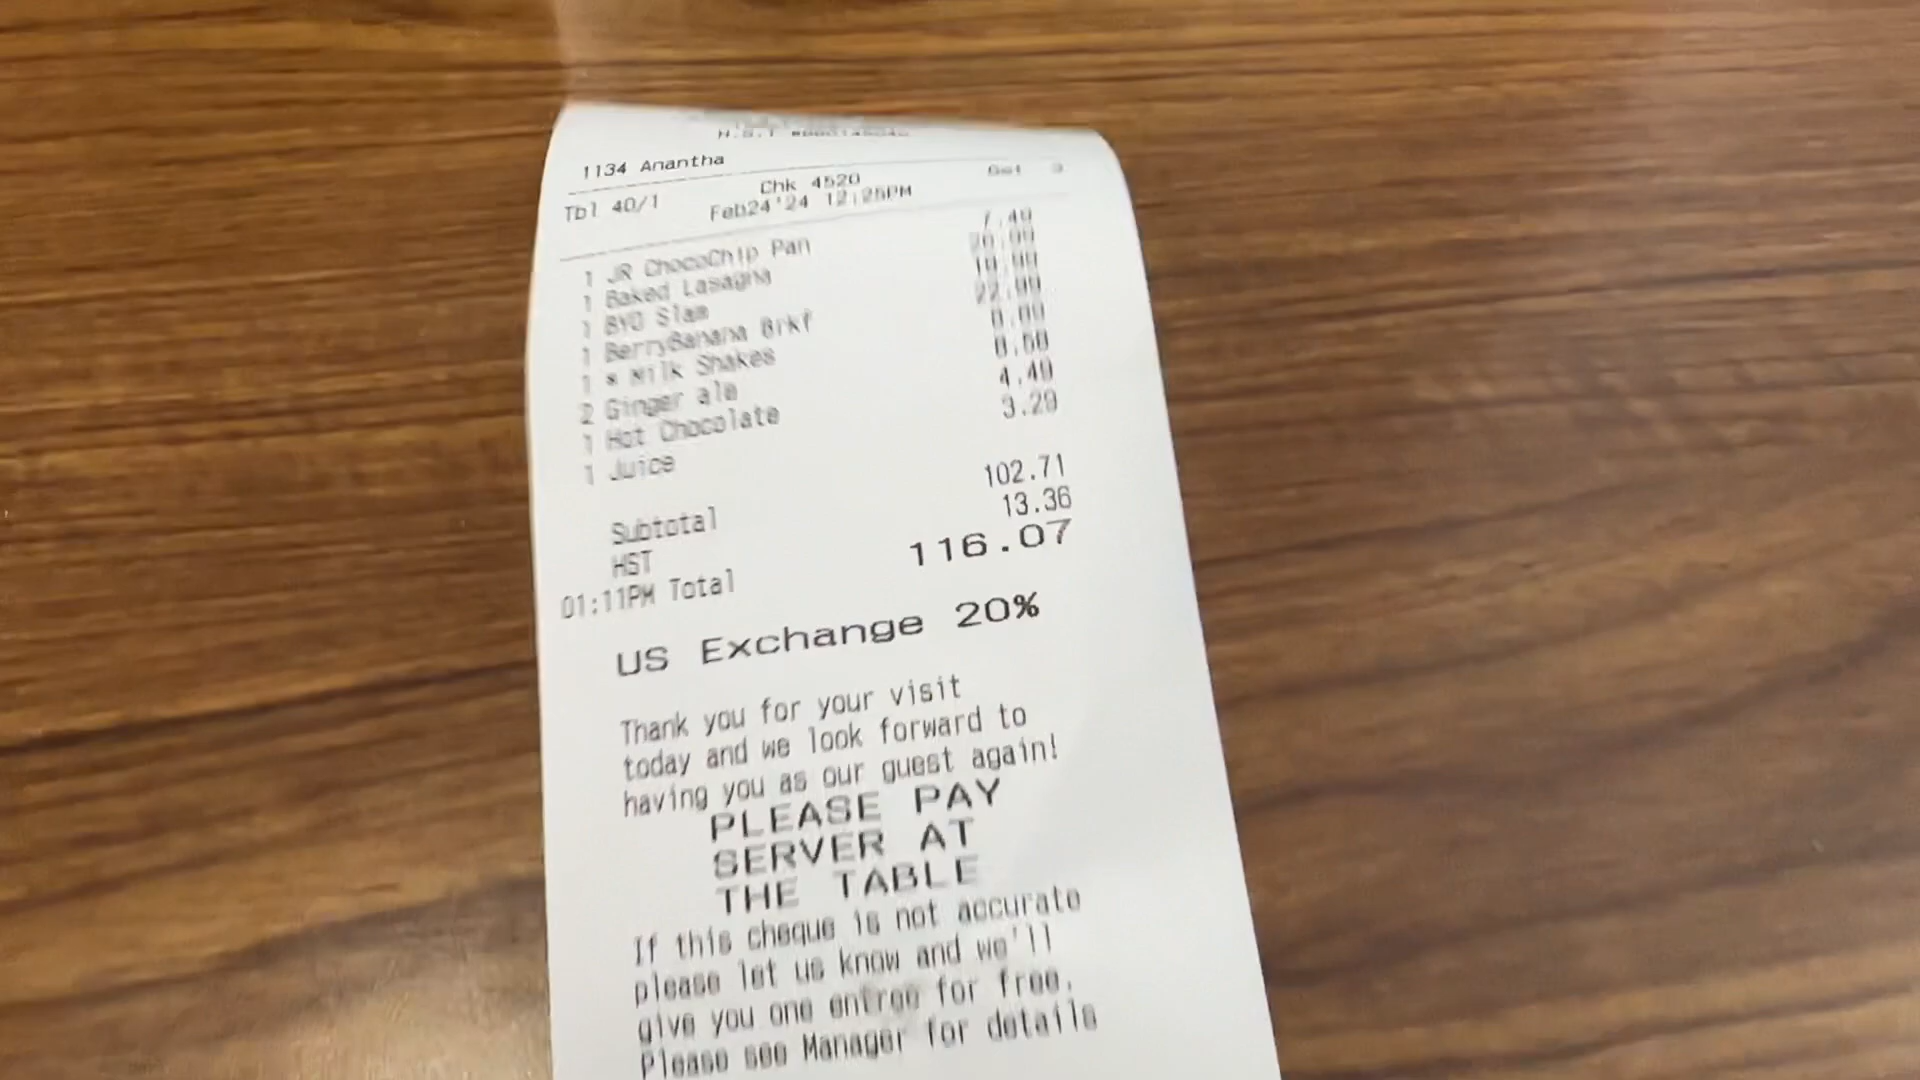 1134 Anantha
Tbl 40/1 Chk 4520 Gst
Feb24'24 12:25PM
1 JR ChocoChip Pan 7.49
1 Baked Lasagna
1 BYO Slam
1 BerryBanana Brkf 22.99
1 * Milk Shakes
2 Ginger ale
1 Hot Chocolate 4.49
1 Juice 3.29
Subtotal 102.71
HST 13.36
01:11PM Total 116.07
US Exchange 20%
Thank you for your visit
today and we look forward to
having you as our guest again!
PLEASE PAY
SERVER AT
THE TABLE
If this cheque is not accurate
please let us know and we'll
give you one entree for free.
Please see Manager for details